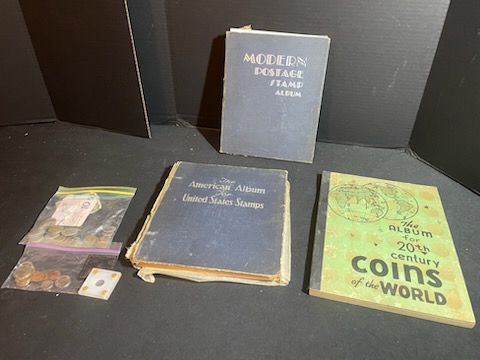 MODERN
POSTAGE
STAMP
ALBUM
The
American Album
for
United States Stamps
The
ALBUM
for
20th
century
COINS
of the WORLD